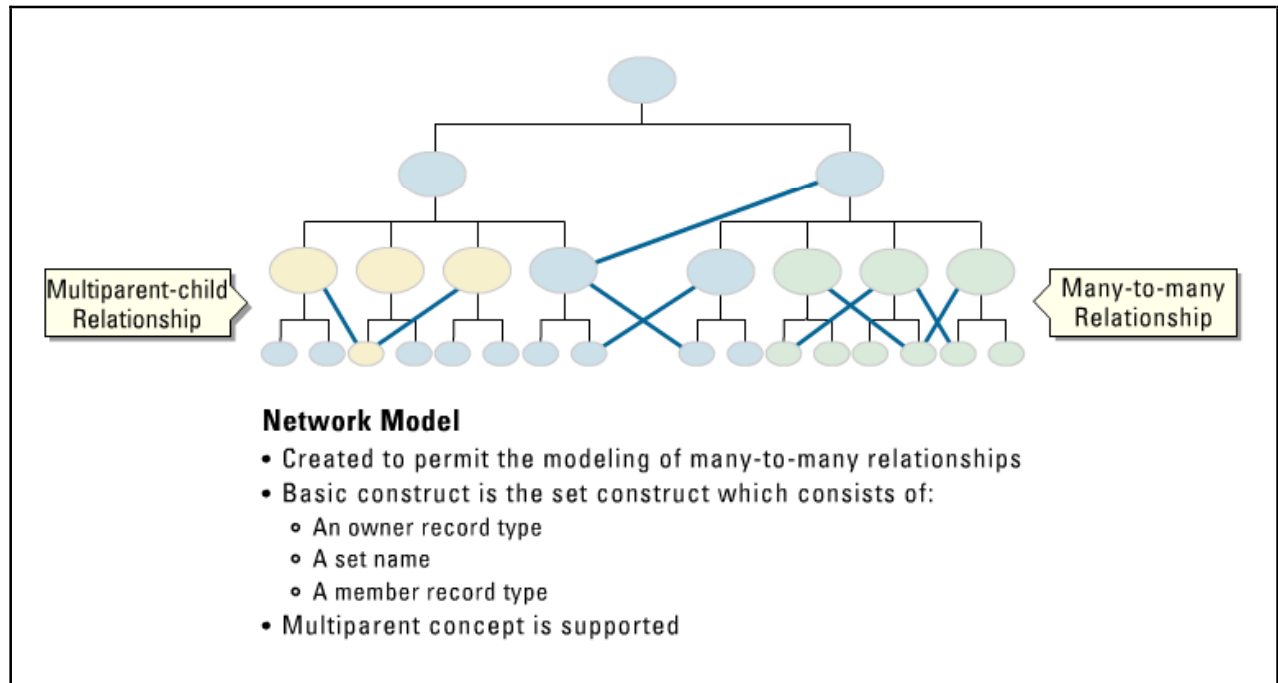 Multiparent-child
Relationship
Many-to-many
Relationship
Network Model
• Created to permit the modeling of many-to-many relationships
• Basic construct is the set construct which consists of:
∘ An owner record type
∘ A set name
∘ A member record type
• Multiparent concept is supported